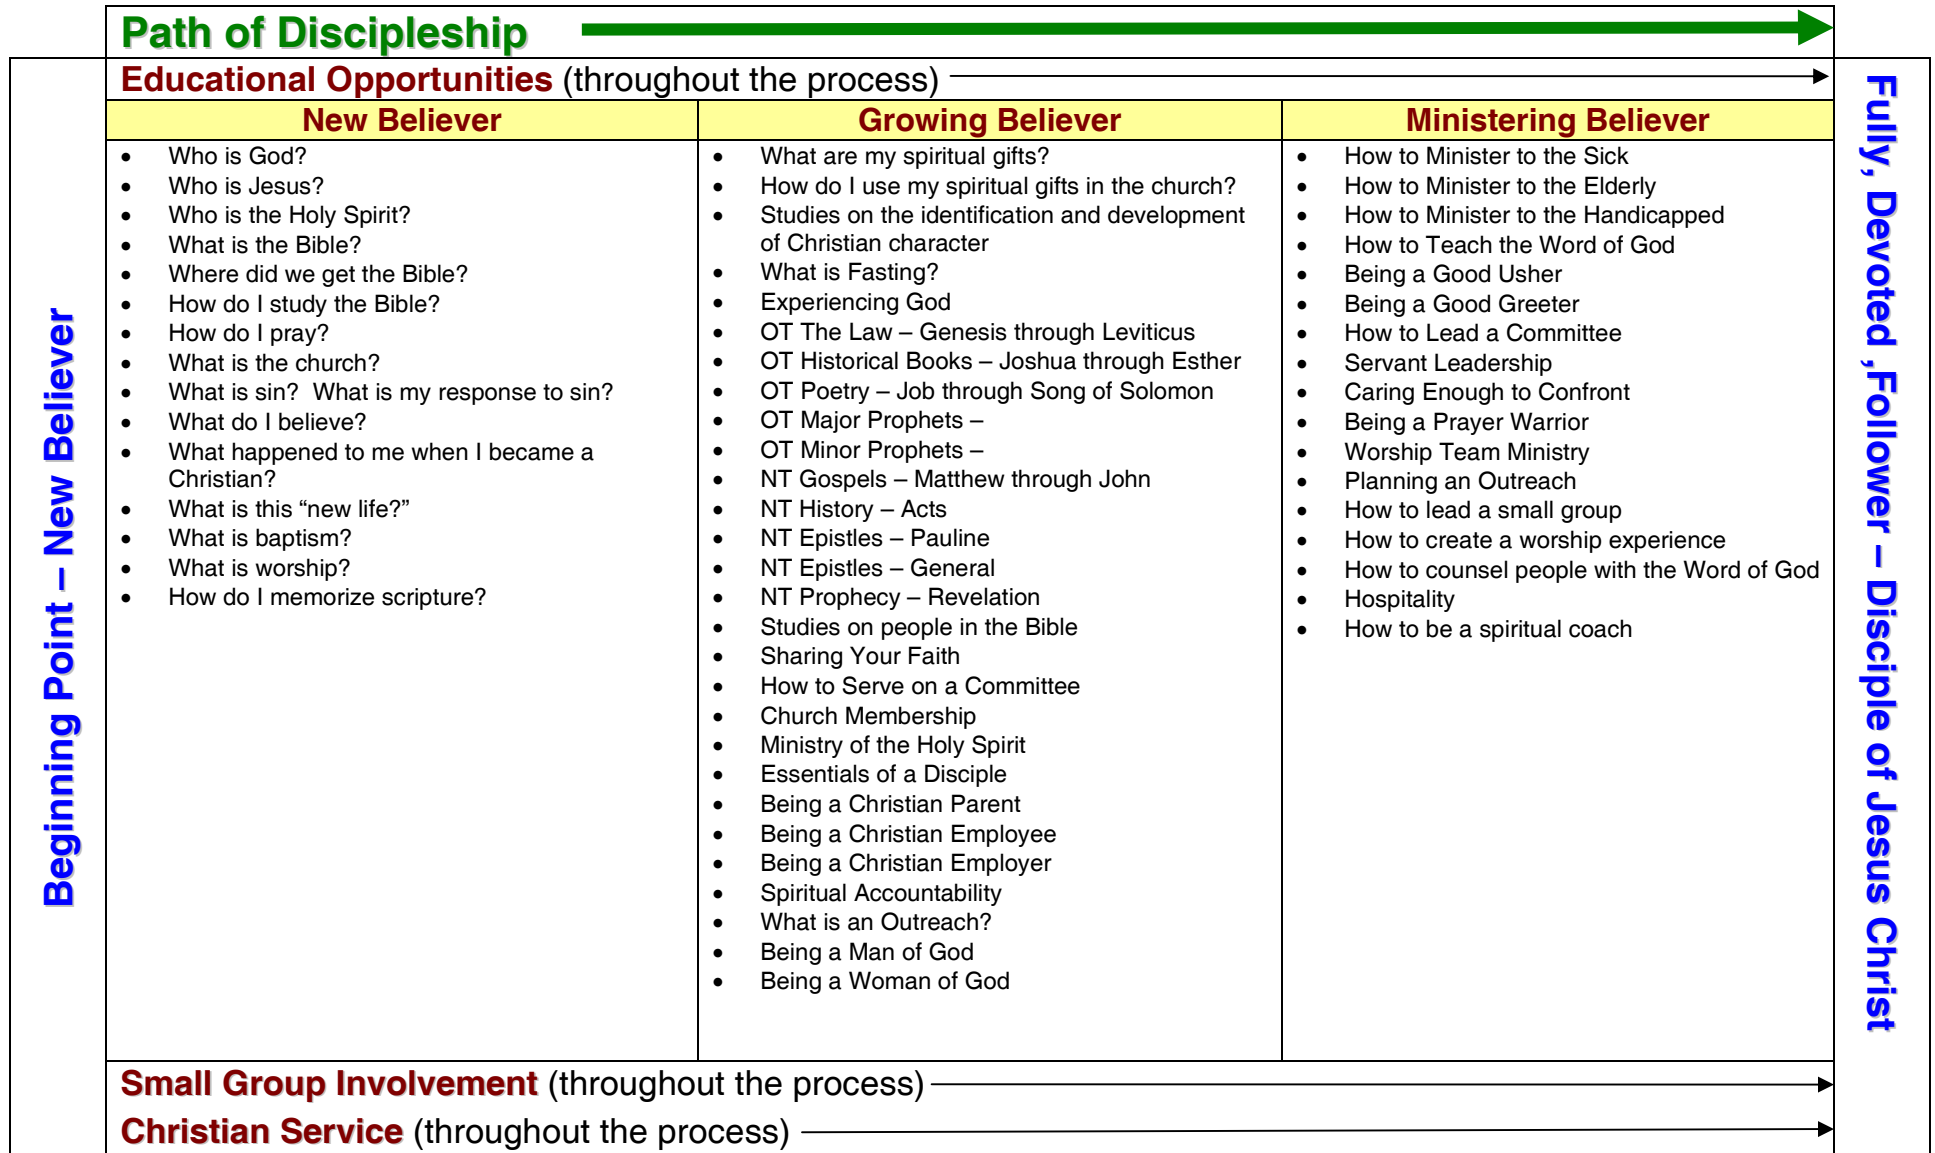 Path of Discipleship
Educational Opportunities (throughout the process)
Beginning Point – New Believer
New Believer
• Who is God?
• Who is Jesus?
• Who is the Holy Spirit?
• What is the Bible?
• Where did we get the Bible?
• How do I study the Bible?
• How do I pray?
• What is the church?
• What is sin?  What is my response to sin?
• What do I believe?
• What happened to me when I became a
Christian?
• What is this “new life?”
• What is baptism?
• What is worship?
• How do I memorize scripture?
Growing Believer
• What are my spiritual gifts?
• How do I use my spiritual gifts in the church?
• Studies on the identification and development
of Christian character
• What is Fasting?
• Experiencing God
• OT The Law – Genesis through Leviticus
• OT Historical Books – Joshua through Esther
• OT Poetry – Job through Song of Solomon
• OT Major Prophets –
• OT Minor Prophets –
• NT Gospels – Matthew through John
• NT History – Acts
• NT Epistles – Pauline
• NT Epistles – General
• NT Prophecy – Revelation
• Studies on people in the Bible
• Sharing Your Faith
• How to Serve on a Committee
• Church Membership
• Ministry of the Holy Spirit
• Essentials of a Disciple
• Being a Christian Parent
• Being a Christian Employee
• Being a Christian Employer
• Spiritual Accountability
• What is an Outreach?
• Being a Man of God
• Being a Woman of God
Ministering Believer
• How to Minister to the Sick
• How to Minister to the Elderly
• How to Minister to the Handicapped
• How to Teach the Word of God
• Being a Good Usher
• Being a Good Greeter
• How to Lead a Committee
• Servant Leadership
• Caring Enough to Confront
• Being a Prayer Warrior
• Worship Team Ministry
• Planning an Outreach
• How to lead a small group
• How to create a worship experience
• How to counsel people with the Word of God
• Hospitality
• How to be a spiritual coach
Fully, Devoted ,Follower – Disciple of Jesus Christ
Small Group Involvement (throughout the process)
Christian Service (throughout the process)